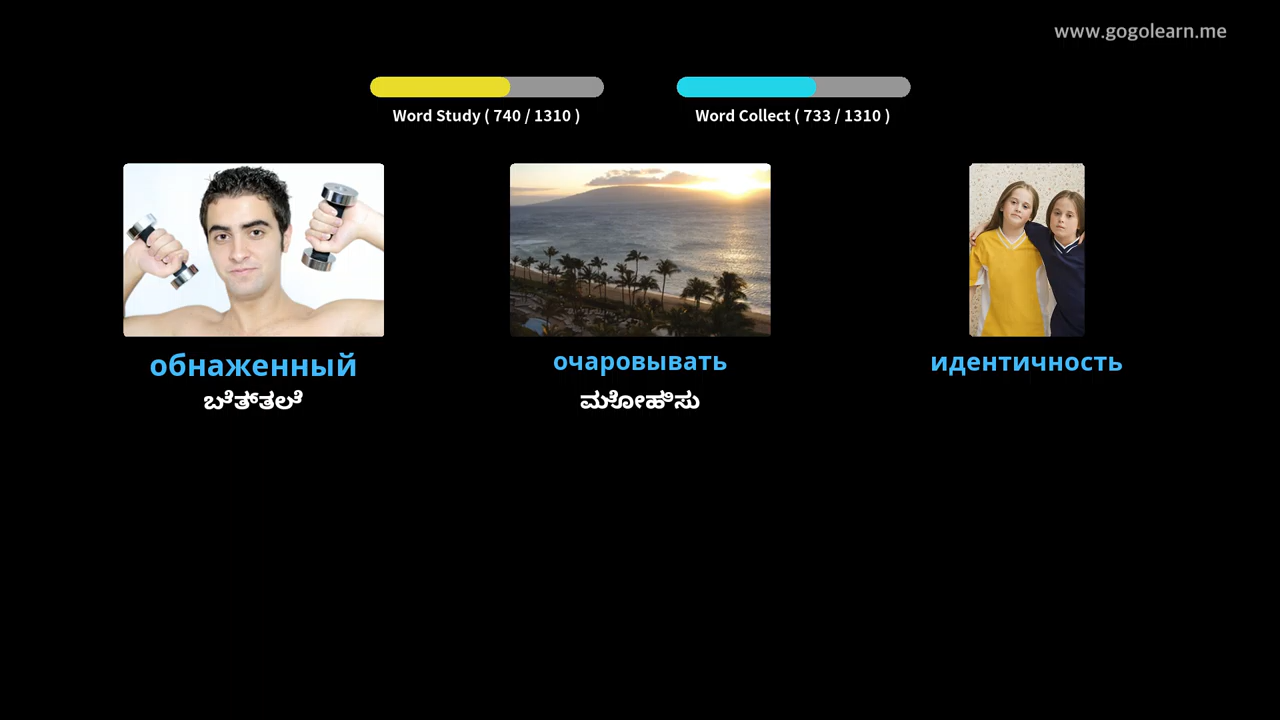 www.gogolearn.me
Word Study ( 740 / 1310 )
Word Collect ( 733 / 1310 )
обнаженный
очаровывать
идентичность
ಬೆತ್ತಲೆ
ಮೋಹಿಸು